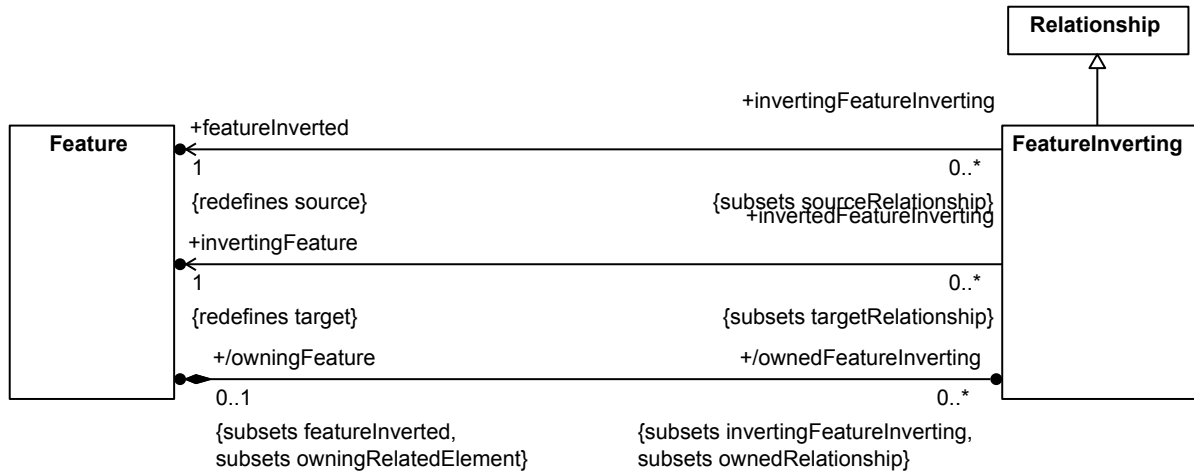 Relationship
+invertingFeatureInverting
+featureInverted
Feature
FeatureInverting
1
0..*
{redefines source}
{subsets sourceRelationship}
+invertedFeatureInverting
+invertingFeature
1
0..*
{redefines target}
{subsets targetRelationship}
+/owningFeature
+/ownedFeatureInverting
0..1
0..*
{subsets featureInverted,
subsets owningRelatedElement}
{subsets invertingFeatureInverting,
subsets ownedRelationship}